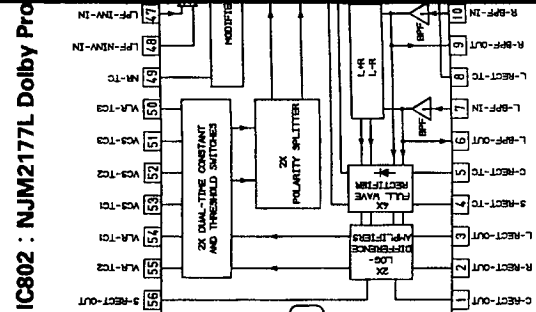 IC802 : NJM2177L Dolby Pro
47 LPF-INV-IN
48 LPF-NINV-IN
49 NR-TC
50 VLR-TC3
51 VCS-TC3
52 VCS-TC2
53 VCS-TC1
54 VLR-TC1
55 VLR-TC2
56 S-RECT-OUT
MODIFIE
2X DUAL-TIME CONSTANT
AND THRESHOLD SWITCHES
2X
POLARITY SPLITTER
L+R
L-R
4X
FULL WAVE
RECTIFIER
2X
LOG-
DIFFERENCE
AMPLIFIERS
BPF
BPF
10 R-BPF-IN
9 R-BPF-OUT
8 L-RECT-TC
7 L-BPF-IN
6 L-BPF-OUT
5 C-RECT-TC
4 S-RECT-TC
3 L-RECT-OUT
2 R-RECT-OUT
1 C-RECT-OUT